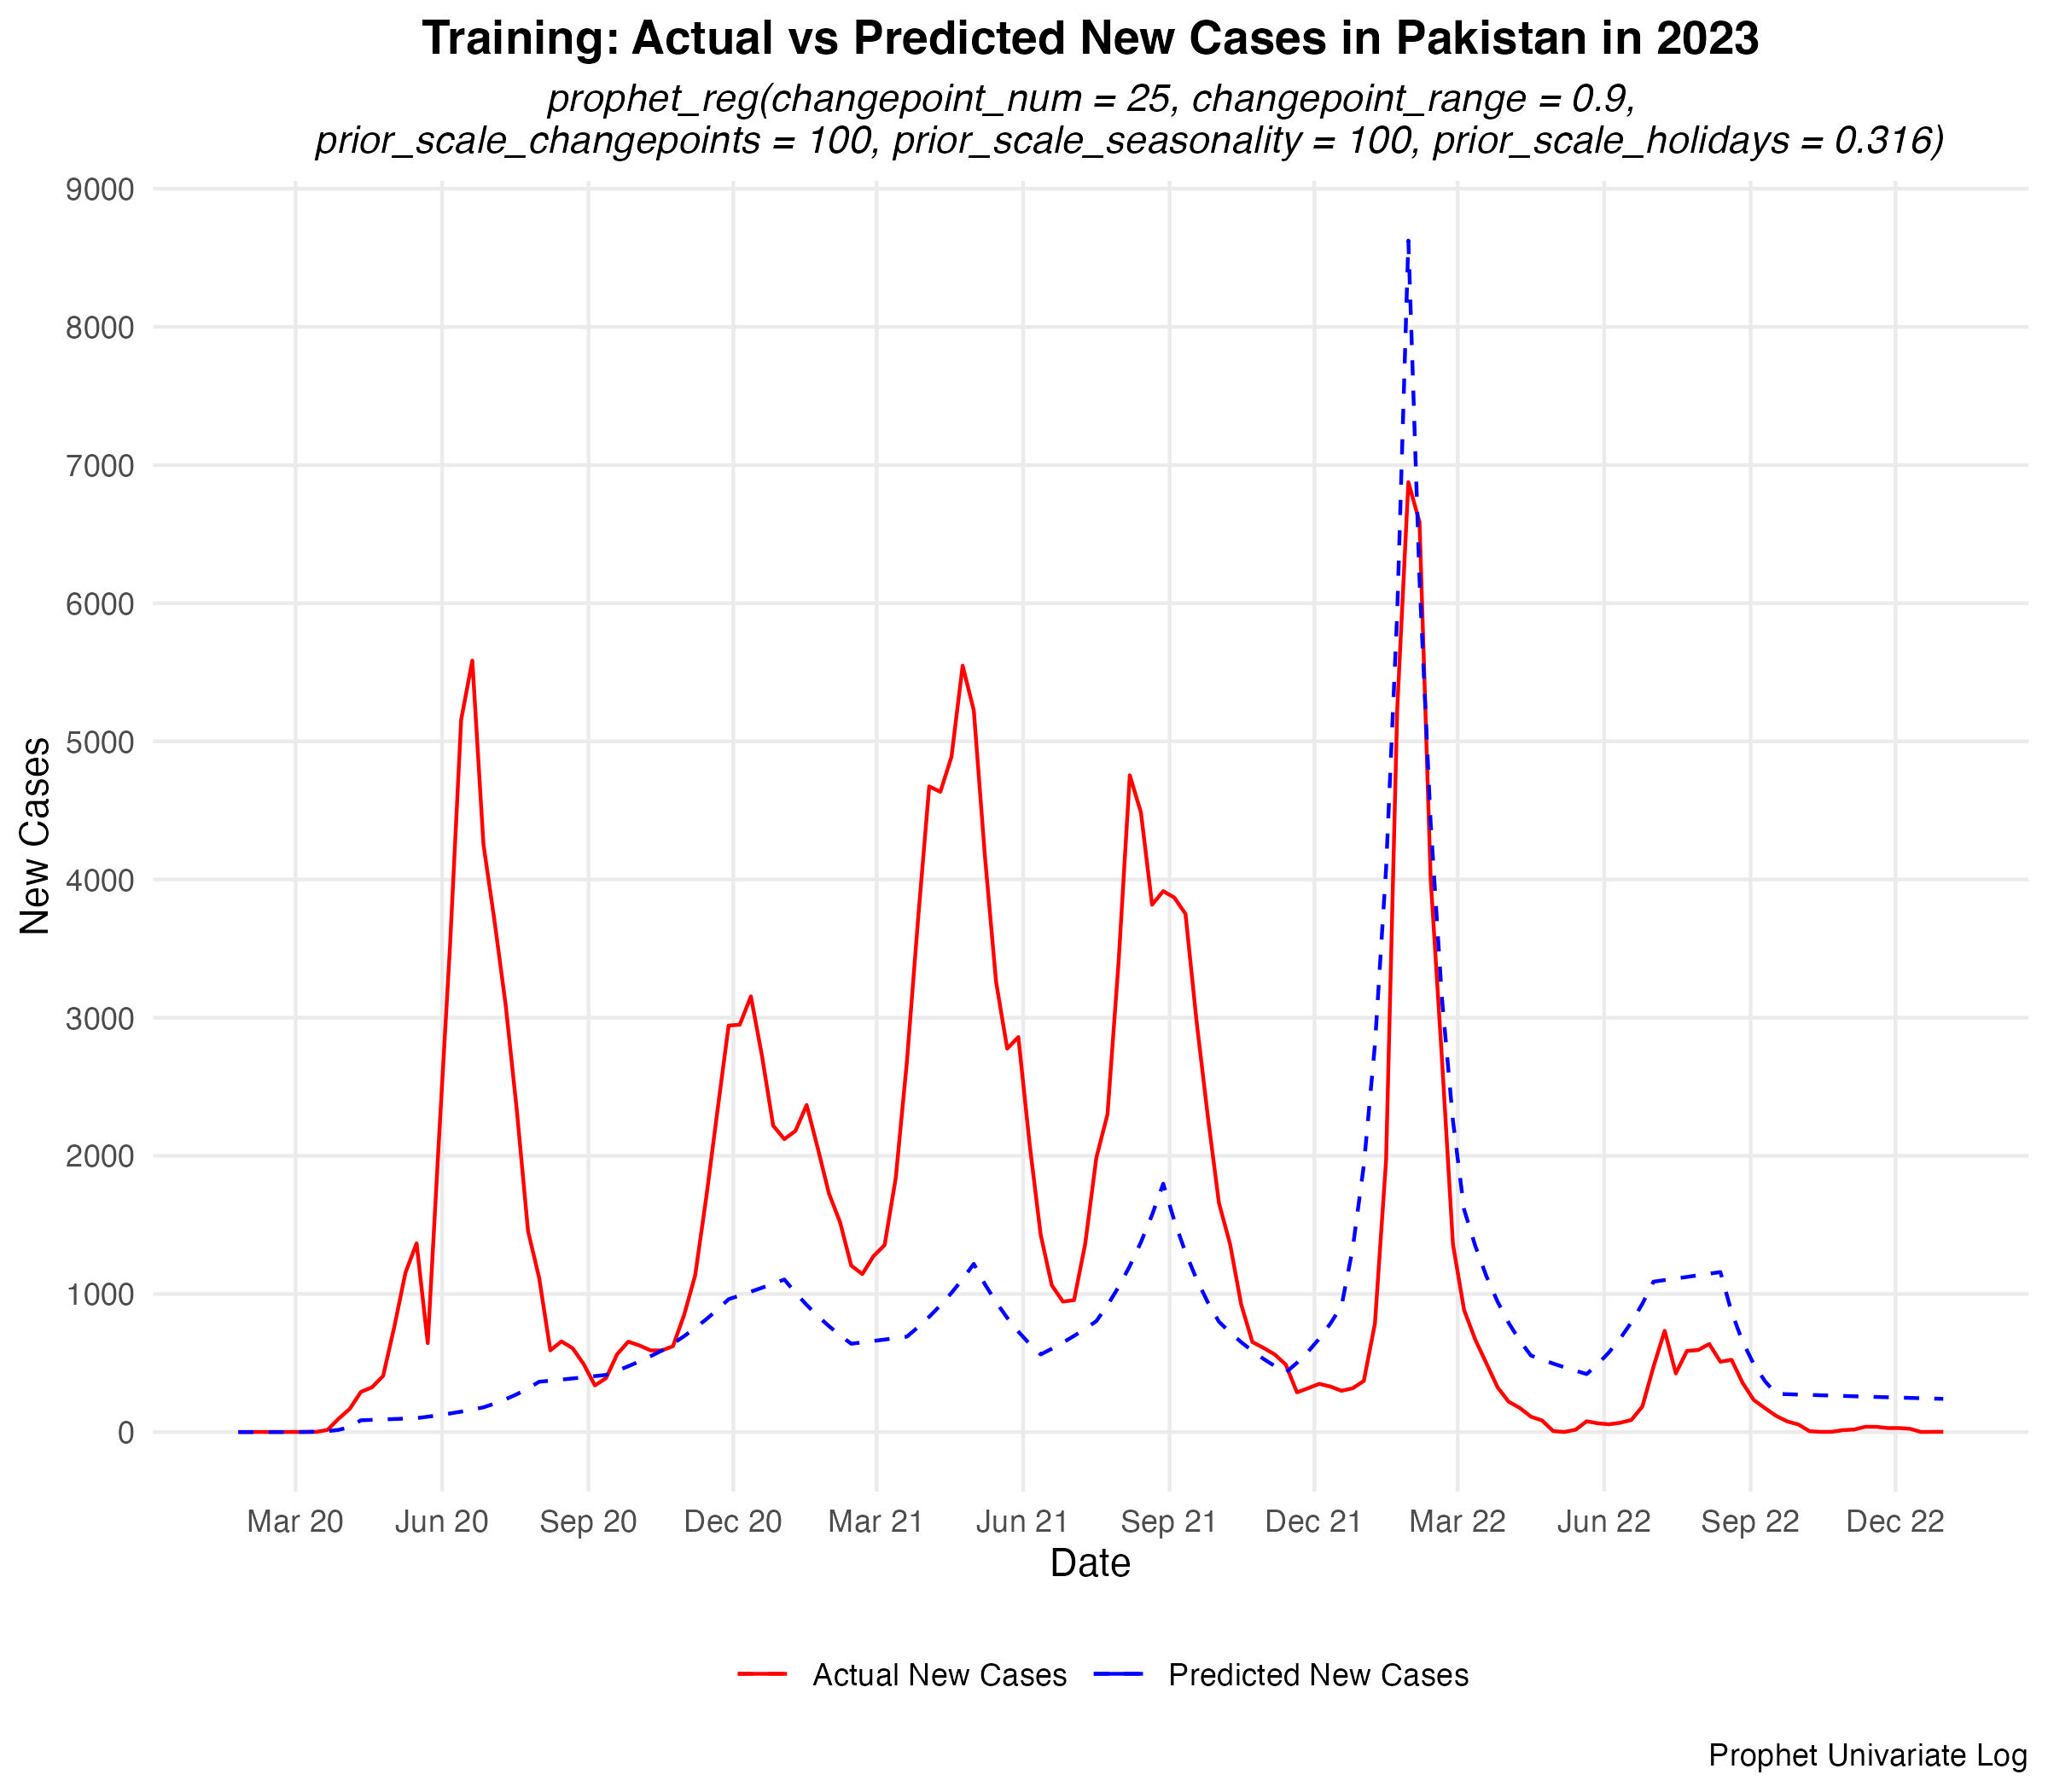 Training: Actual vs Predicted New Cases in Pakistan in 2023
prophet_reg(changepoint_num = 25, changepoint_range = 0.9,
prior_scale_changepoints = 100, prior_scale_seasonality = 100, prior_scale_holidays = 0.316)
New Cases
9000
8000
7000
6000
5000
4000
3000
2000
1000
0
Mar 20 Jun 20 Sep 20 Dec 20 Mar 21 Jun 21 Sep 21 Dec 21 Mar 22 Jun 22 Sep 22 Dec 22
Date
Actual New Cases Predicted New Cases
Prophet Univariate Log